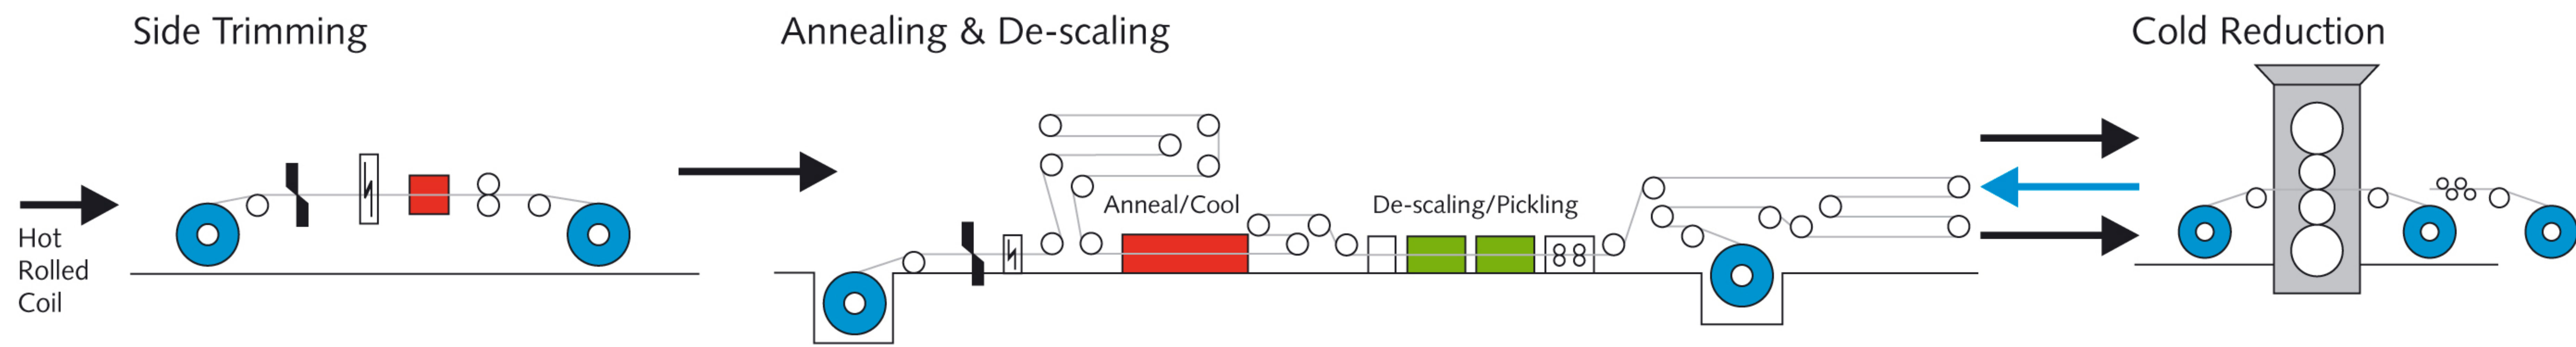 Side Trimming
Annealing & De-scaling
Cold Reduction
Hot
Rolled
Coil
Anneal/Cool
De-scaling/Pickling